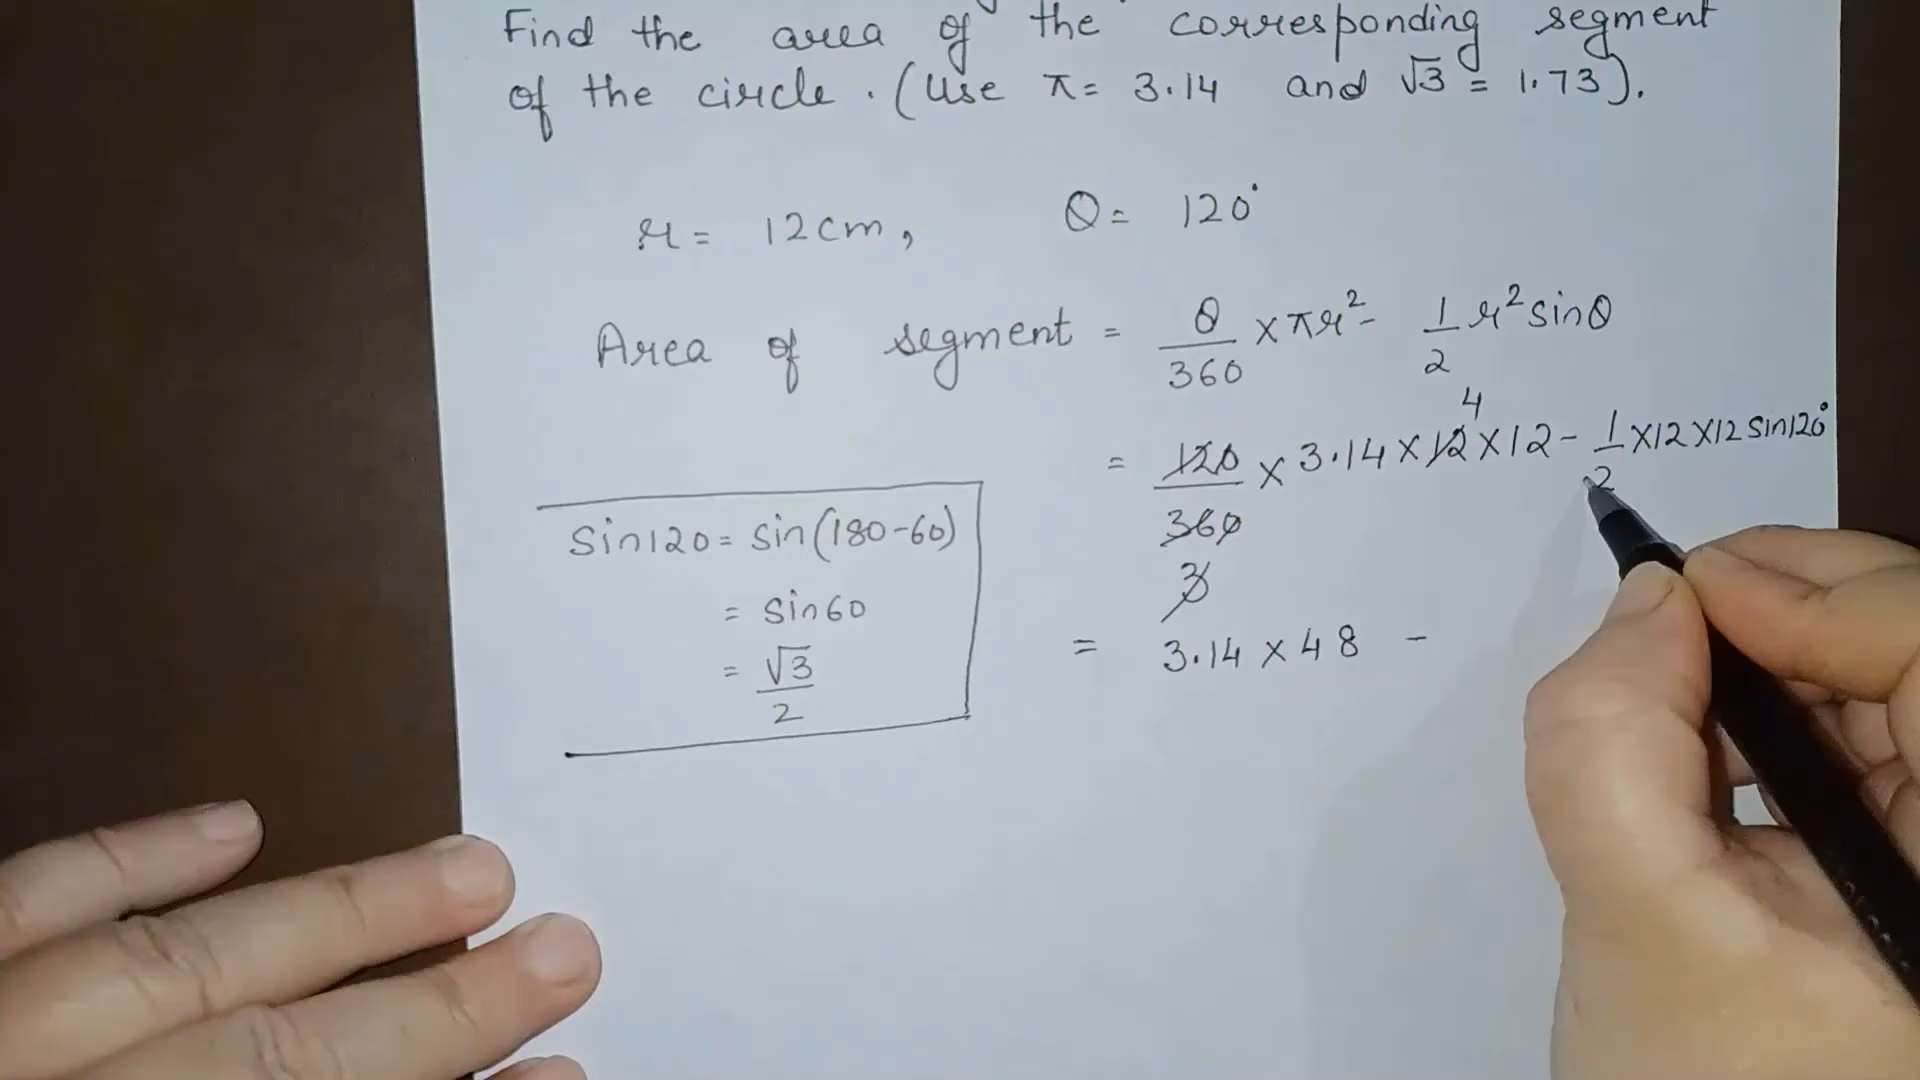 Find the area of the corresponding segment
of the circle. (Use π = 3.14 and √3 = 1.73).
r = 12cm, θ = 120°
Area of segment = θ/360 × πr² - 1/2 r² sinθ
4
= 120/360 × 3.14 × 12 × 12 - 1/2 × 12 × 12 sin120°
3
= 3.14 × 48 -
Sin120 = sin(180-60)
= sin60
= √3/2